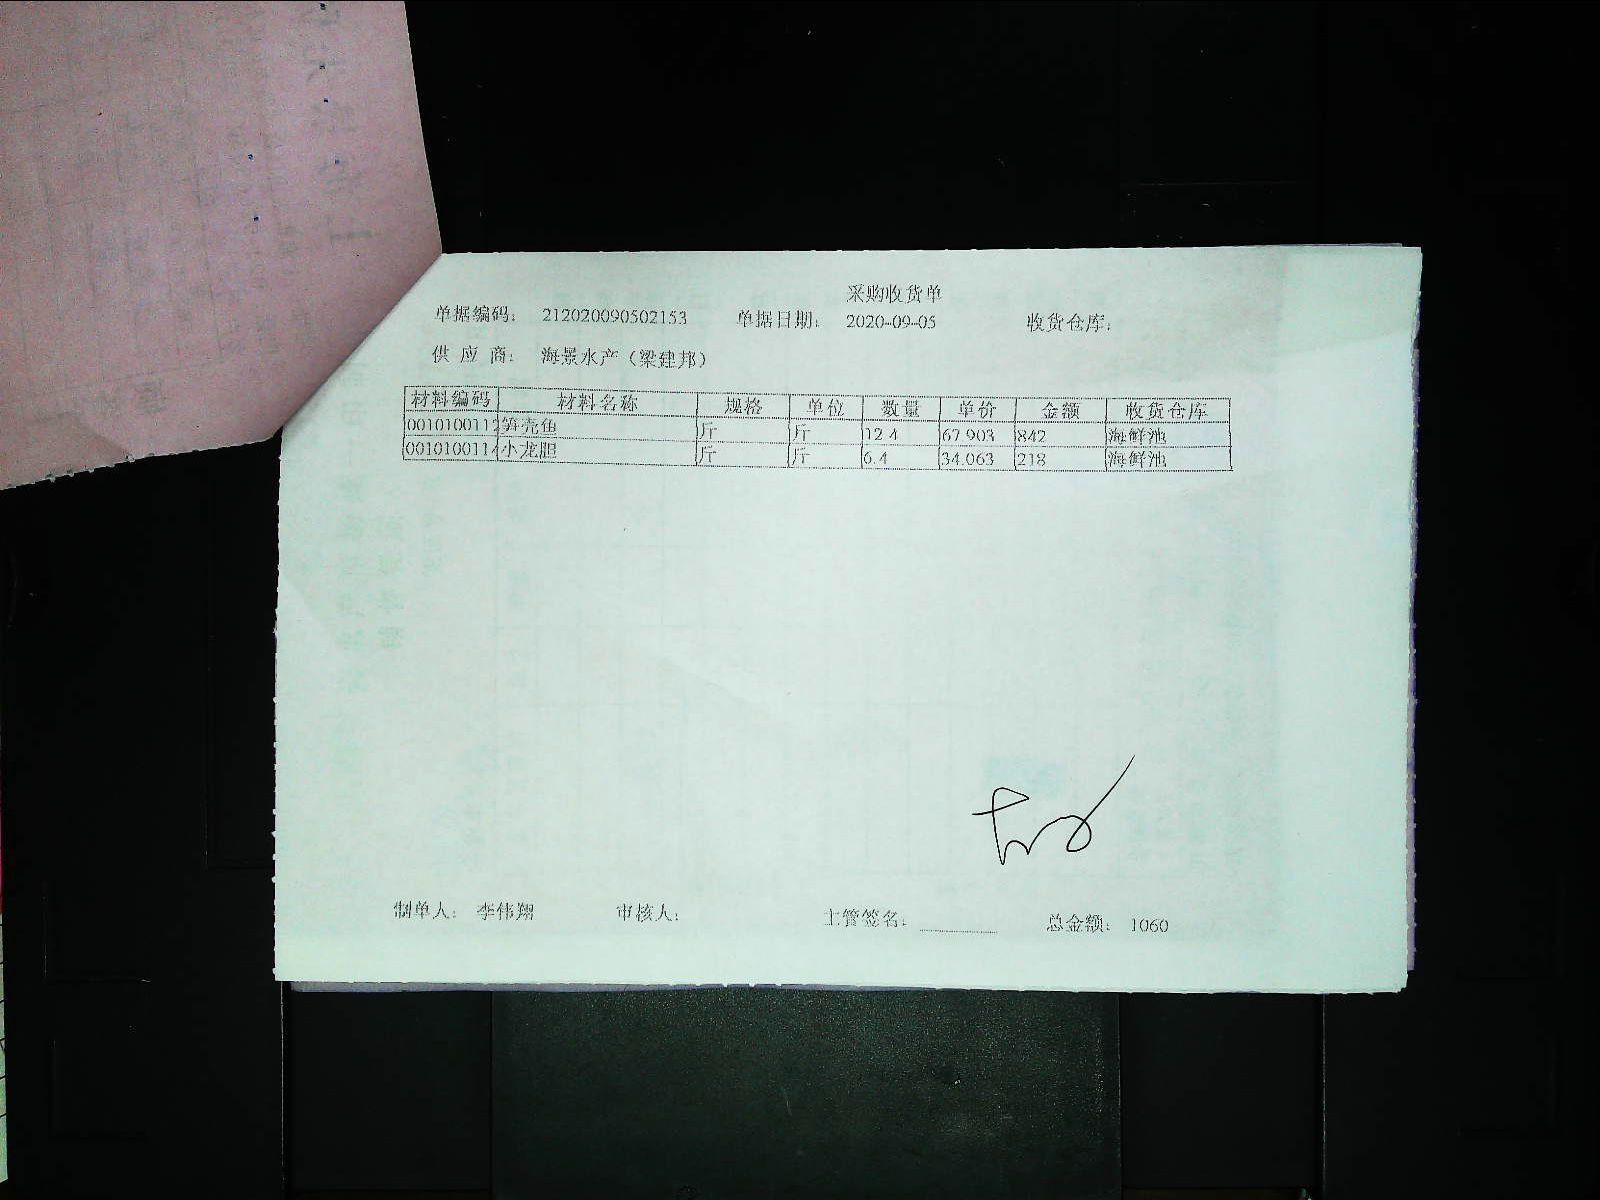 采购收货单
单据编码： 212020090502153 单据日期： 2020-09-05 收货仓库：
供 应 商： 海景水产（梁建邦）
材料编码 材料名称 规格 单位 数量 单价 金额 收货仓库
0010100112 笋壳鱼 斤 斤 12.4 67.903 842 海鲜池
0010100114 小龙胆 斤 斤 6.4 34.063 218 海鲜池
制单人： 李伟翔 审核人： 主管签名： 总金额： 1060